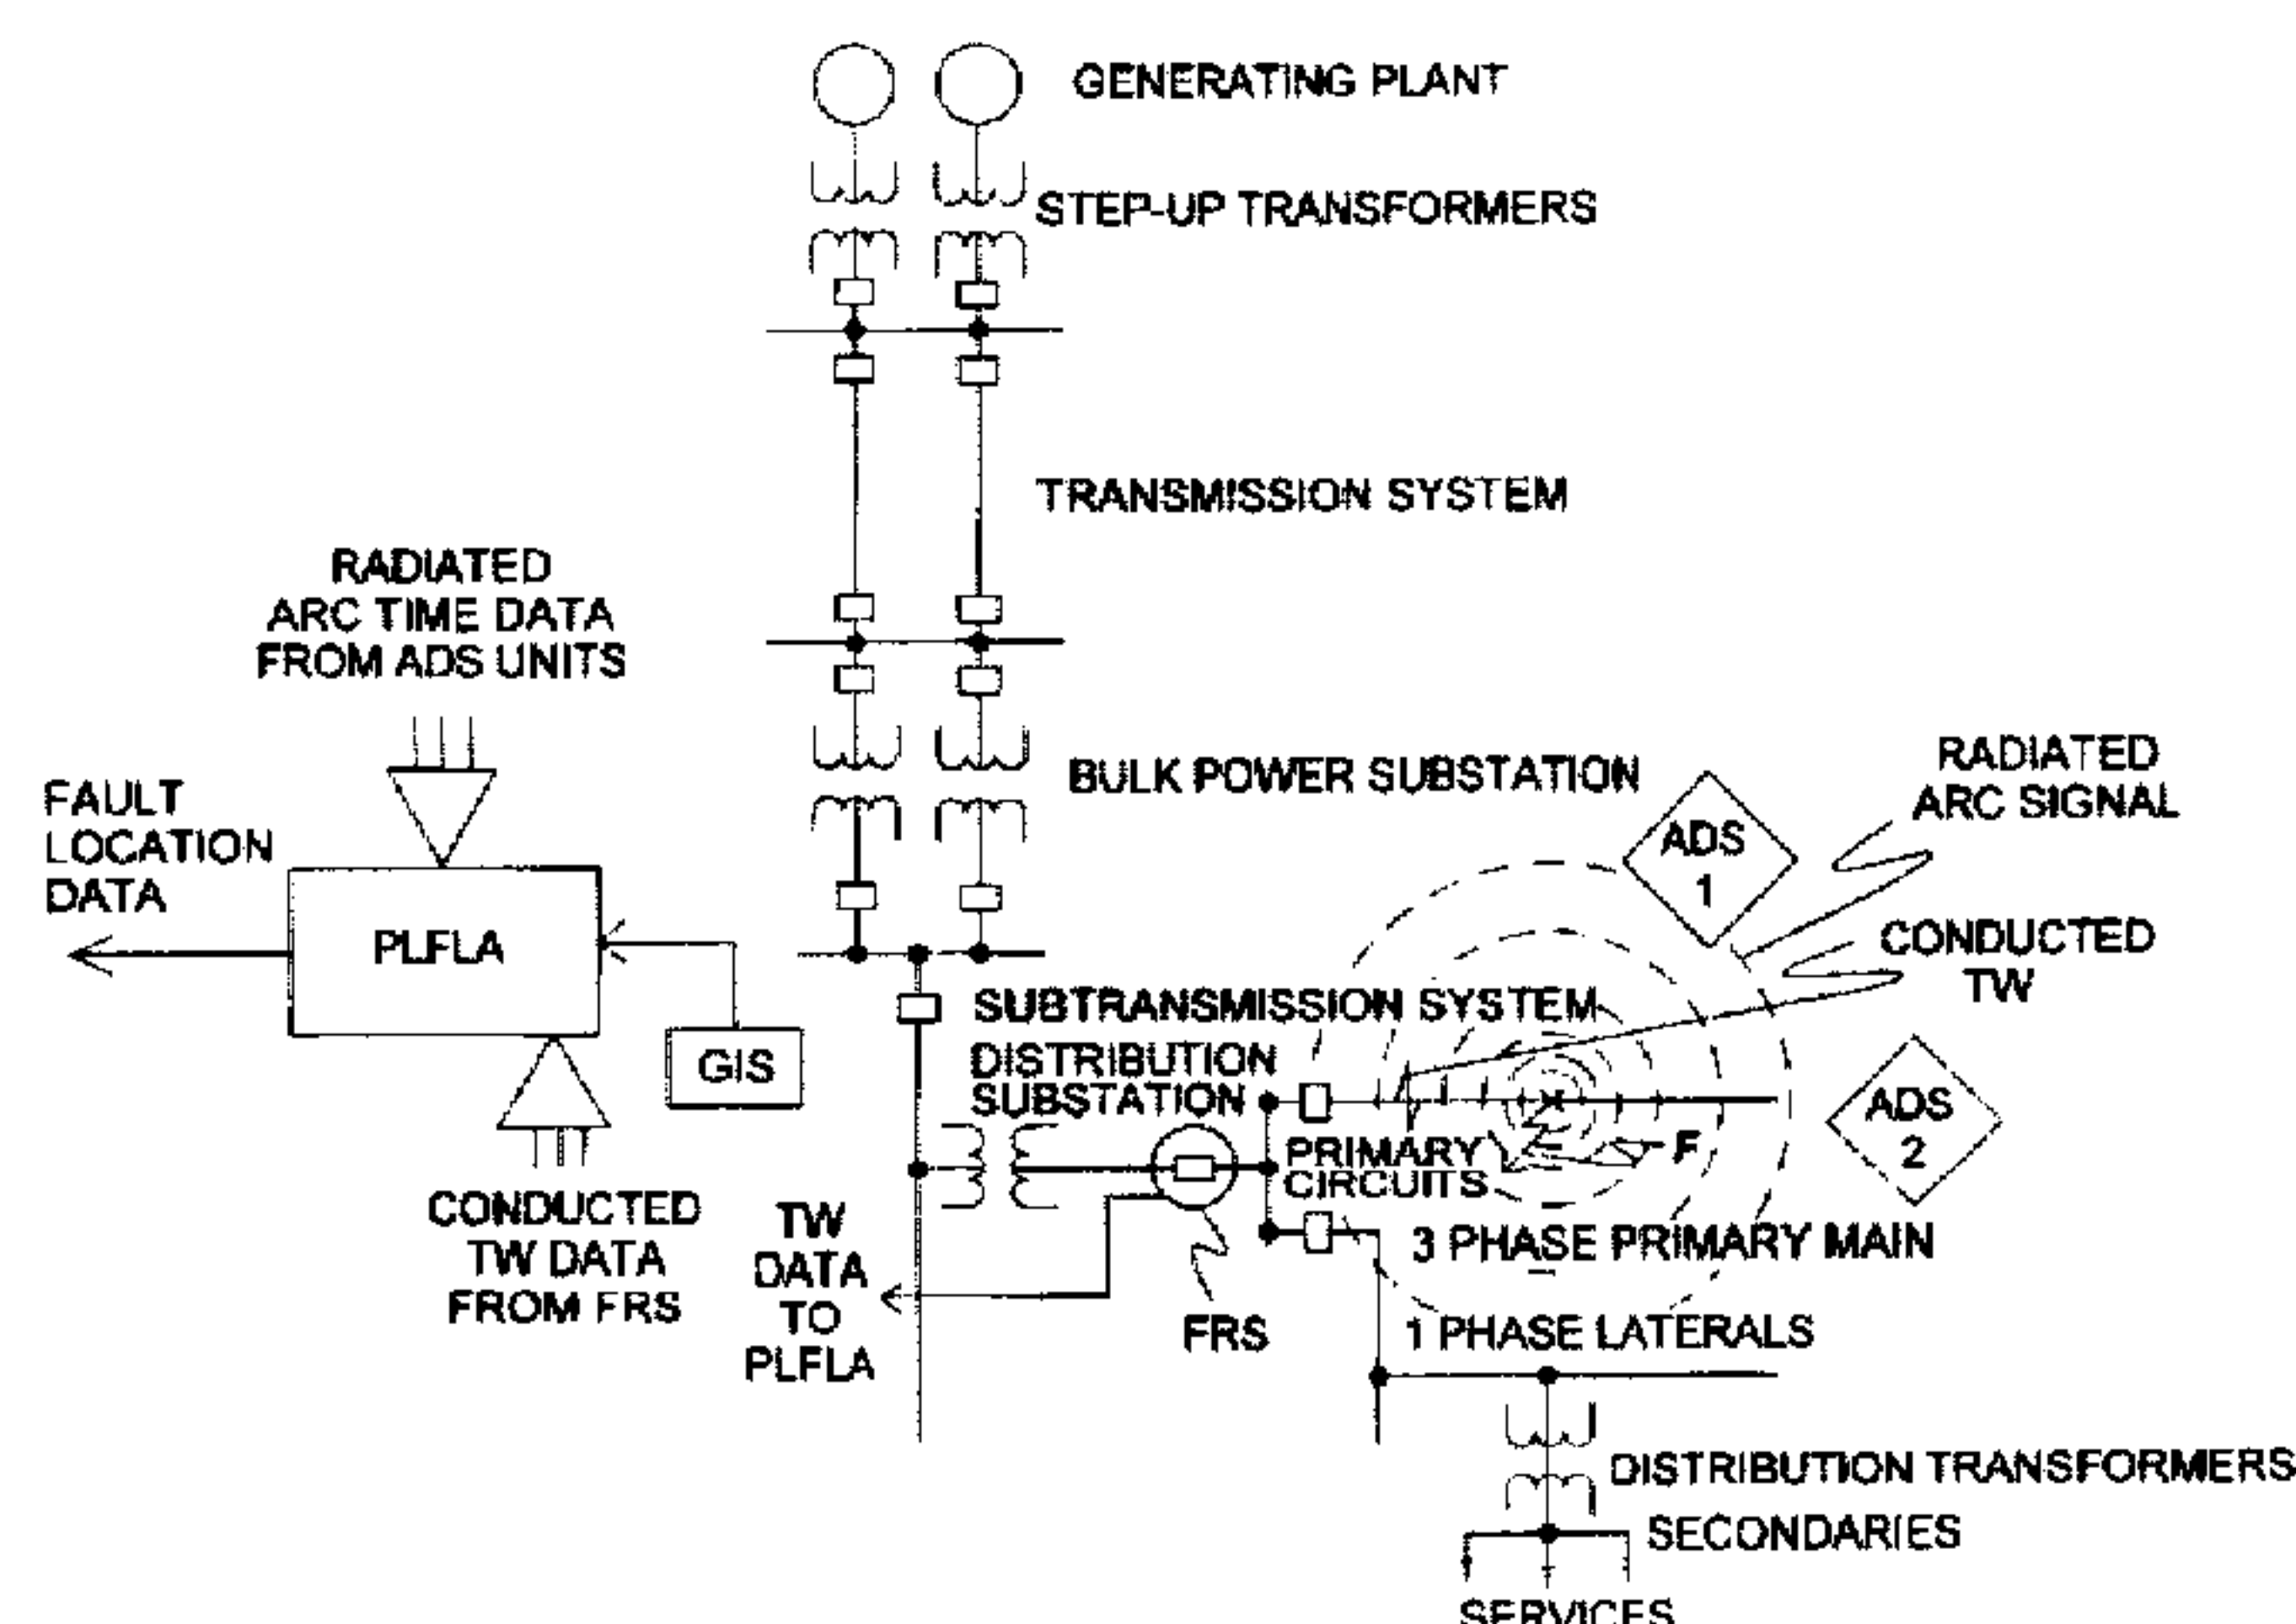 GENERATING PLANT
STEP-UP TRANSFORMERS
TRANSMISSION SYSTEM
RADIATED
ARC TIME DATA
FROM ADS UNITS
BULK POWER SUBSTATION
RADIATED
ARC SIGNAL
FAULT
LOCATION
DATA
ADS
1
PLFLA
CONDUCTED
TW
SUBTRANSMISSION SYSTEM
GIS
DISTRIBUTION
SUBSTATION
ADS
2
PRIMARY
CIRCUITS
F
CONDUCTED
TW DATA
FROM FRS
TW
DATA
TO
PLFLA
3 PHASE PRIMARY MAIN
FRS
1 PHASE LATERALS
DISTRIBUTION TRANSFORMERS
SECONDARIES
SERVICES